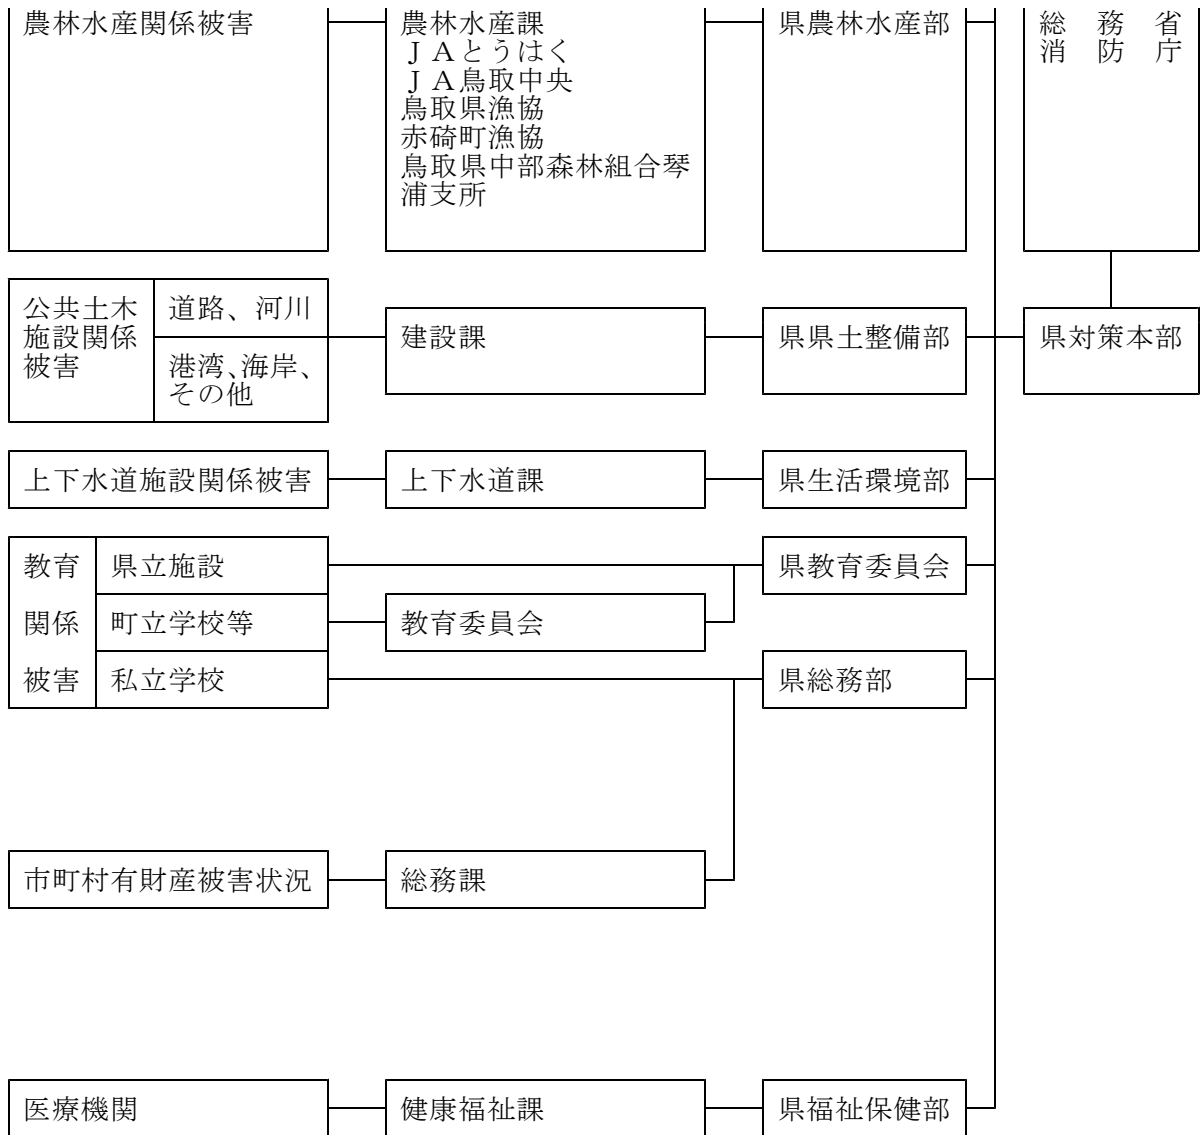 農林水産関係被害
農林水産課
ＪＡとうはく
ＪＡ鳥取中央
鳥取県漁協
赤碕町漁協
鳥取県中部森林組合琴
浦支所
県農林水産部
総務省
消防庁
公共土木
施設関係
被害
道路、河川
港湾、海岸、
その他
建設課
県県土整備部
県対策本部
上下水道施設関係被害
上下水道課
県生活環境部
教育
関係
被害
県立施設
町立学校等
私立学校
教育委員会
県教育委員会
県総務部
市町村有財産被害状況
総務課
医療機関
健康福祉課
県福祉保健部